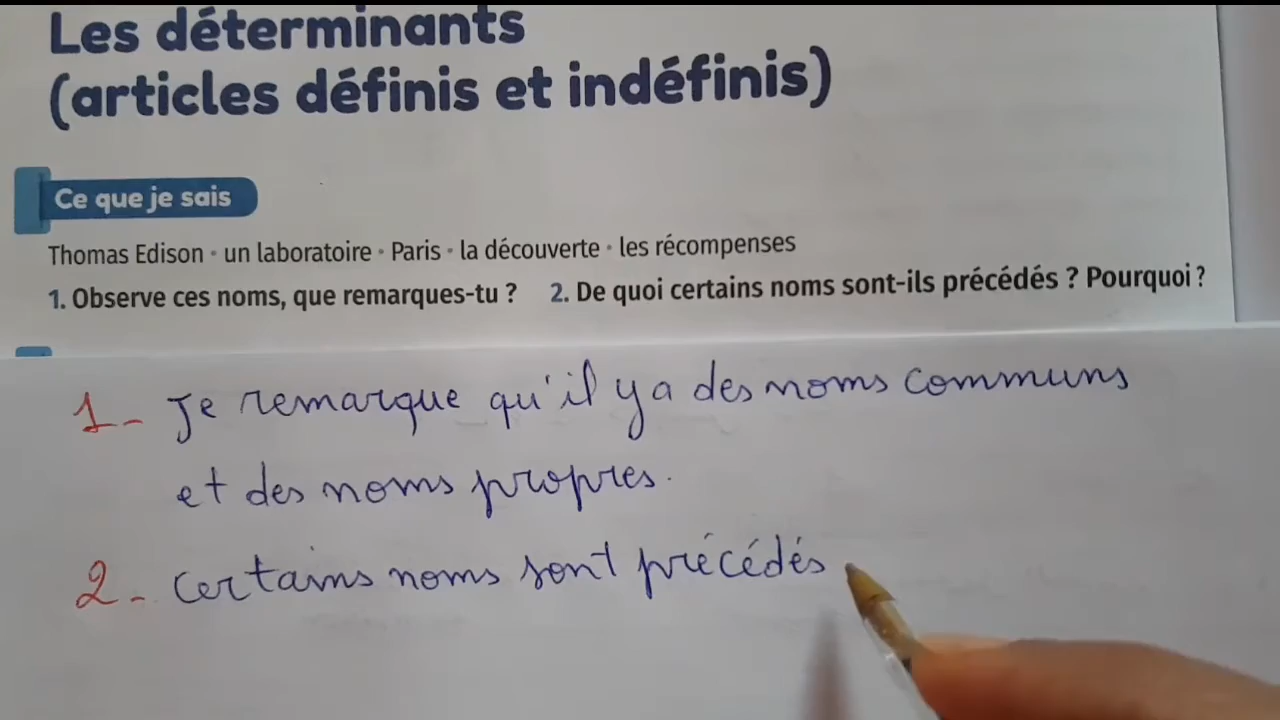 Les déterminants
(articles définis et indéfinis)
Ce que je sais
Thomas Edison • un laboratoire • Paris • la découverte • les récompenses
1. Observe ces noms, que remarques-tu ? 2. De quoi certains noms sont-ils précédés ? Pourquoi ?
1- Je remarque qu'il y a des noms communs
et des noms propres.
2- Certains noms sont précédés